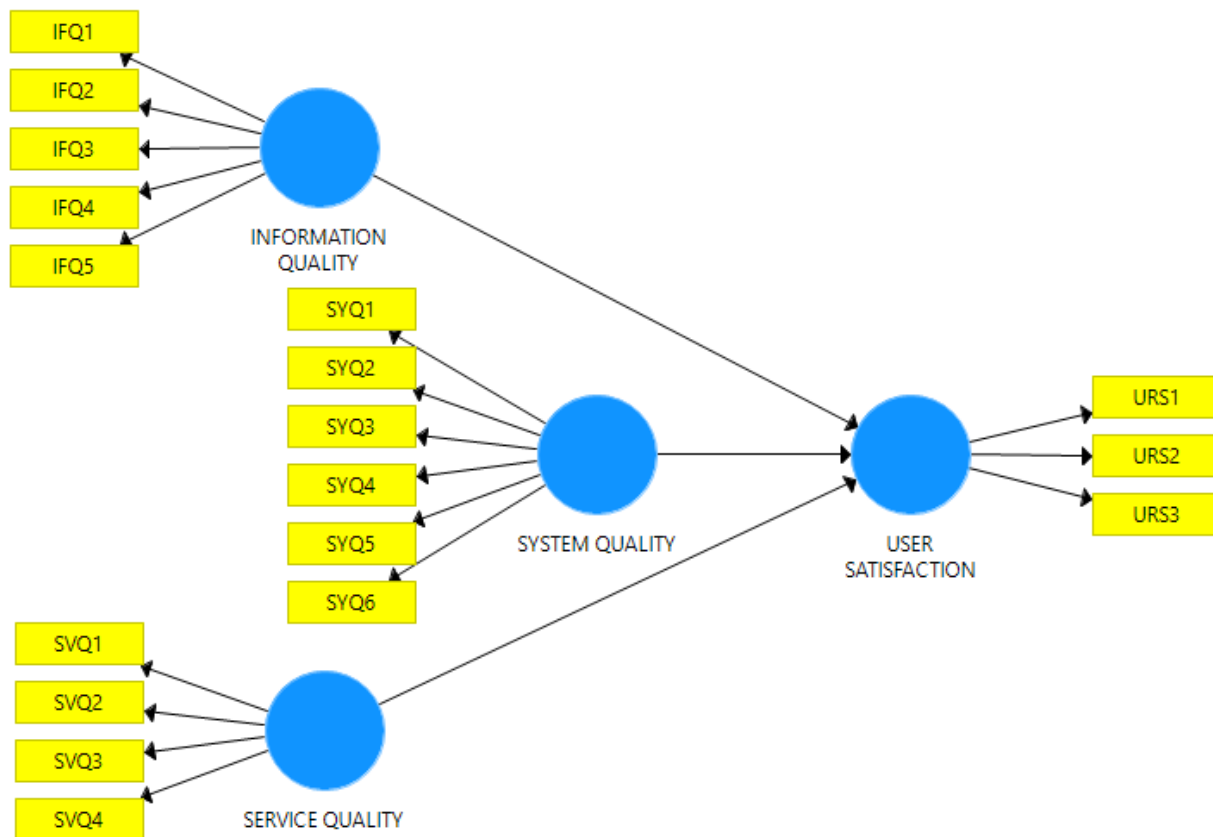 IFQ1
IFQ2
IFQ3
IFQ4
IFQ5
INFORMATION
QUALITY
SYQ1
SYQ2
SYQ3
SYQ4
SYQ5
SYQ6
SYSTEM QUALITY
USER
SATISFACTION
URS1
URS2
URS3
SVQ1
SVQ2
SVQ3
SVQ4
SERVICE QUALITY